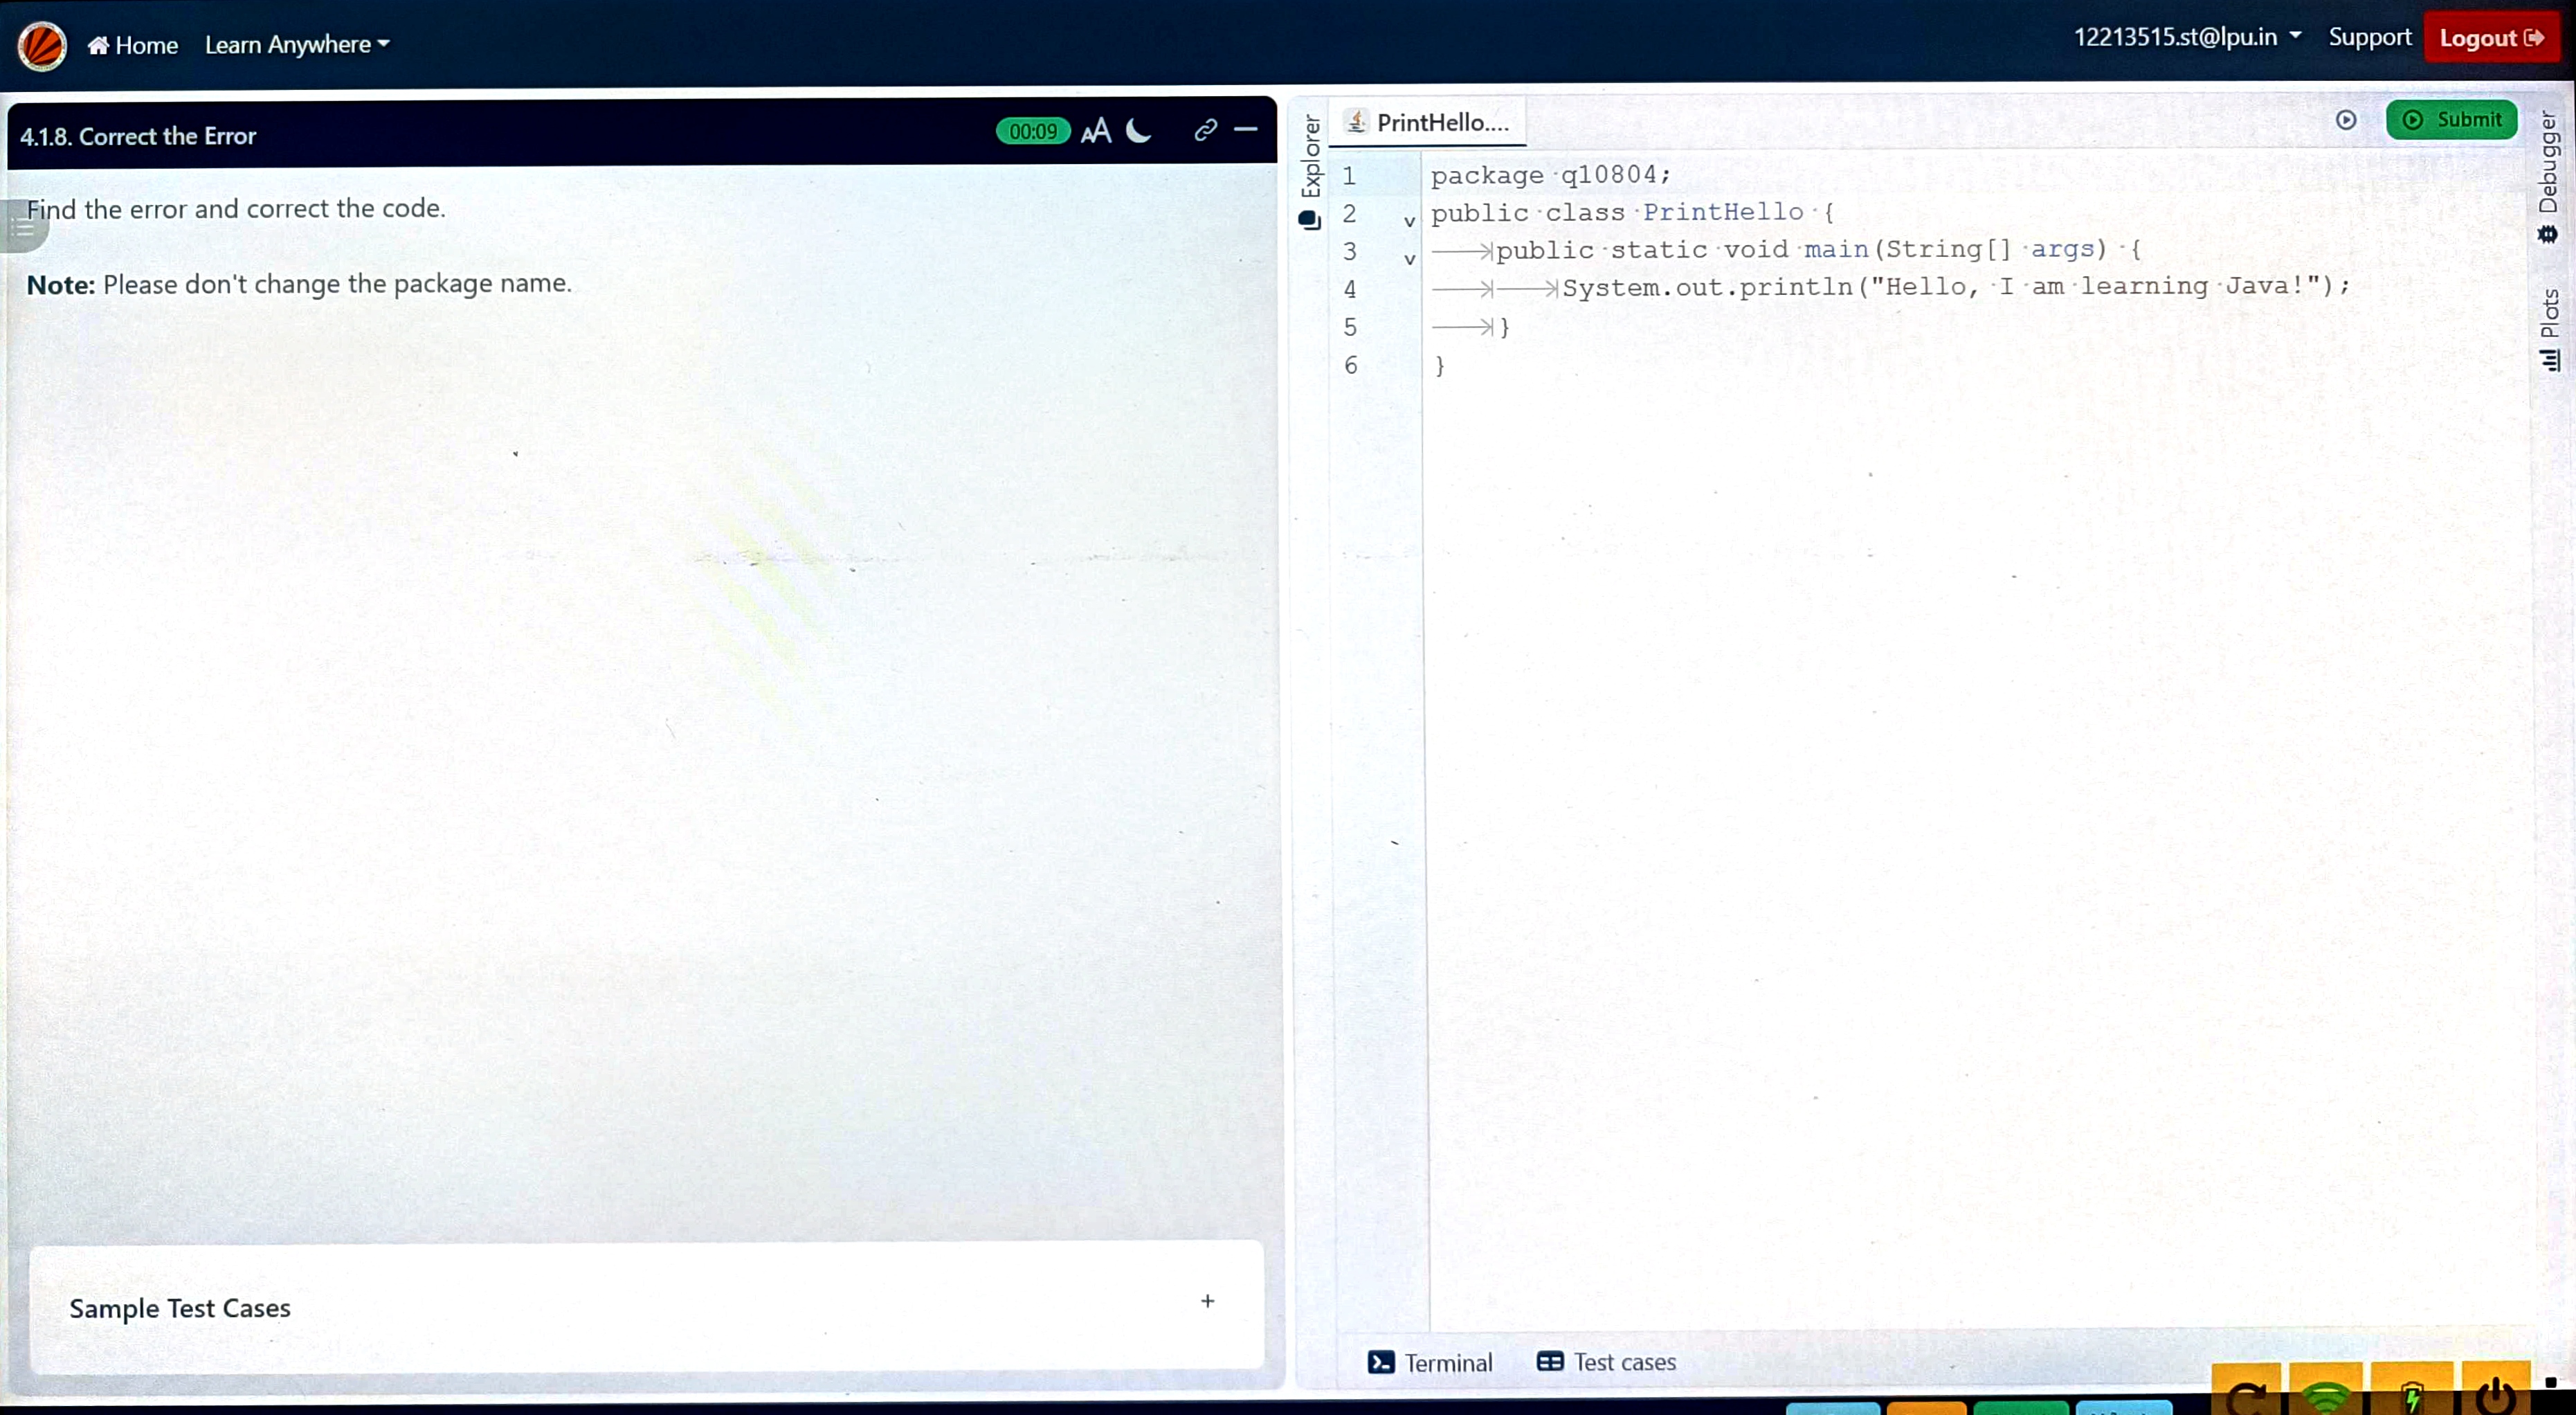 Home Learn Anywhere 12213515.st@lpu.in Support Logout
4.1.8. Correct the Error 00:09 AA
Find the error and correct the code.
Note: Please don't change the package name.
Sample Test Cases +
Explorer
PrintHello.... Submit
1 package q10804;
2 public class PrintHello {
3 public static void main(String[] args) {
4 System.out.println("Hello, I am learning Java!");
5 }
6 }
Terminal Test cases
Debugger
Plots